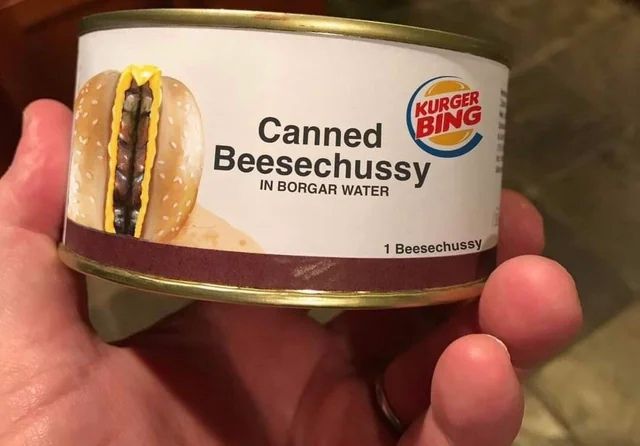 KURGER
BING
Canned
Beesechussy
IN BORGAR WATER
1 Beesechussy